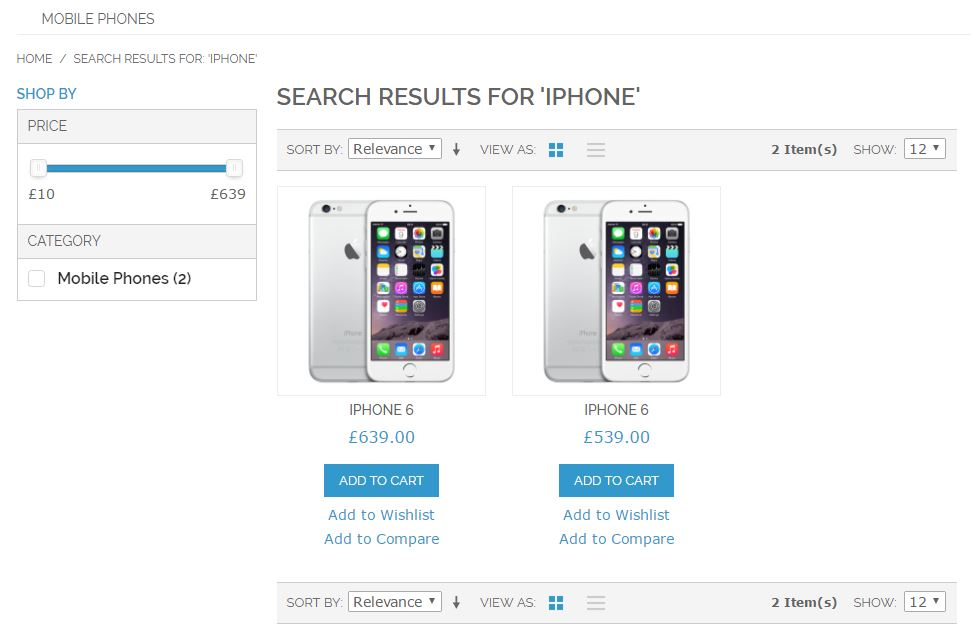 MOBILE PHONES
HOME / SEARCH RESULTS FOR: 'IPHONE'
SHOP BY
PRICE
£10 £639
CATEGORY
Mobile Phones (2)
SEARCH RESULTS FOR 'IPHONE'
SORT BY: Relevance VIEW AS: 2 Item(s) SHOW: 12
iPhone
IPHONE 6
£639.00
ADD TO CART
Add to Wishlist
Add to Compare
iPhone
IPHONE 6
£539.00
ADD TO CART
Add to Wishlist
Add to Compare
SORT BY: Relevance VIEW AS: 2 Item(s) SHOW: 12